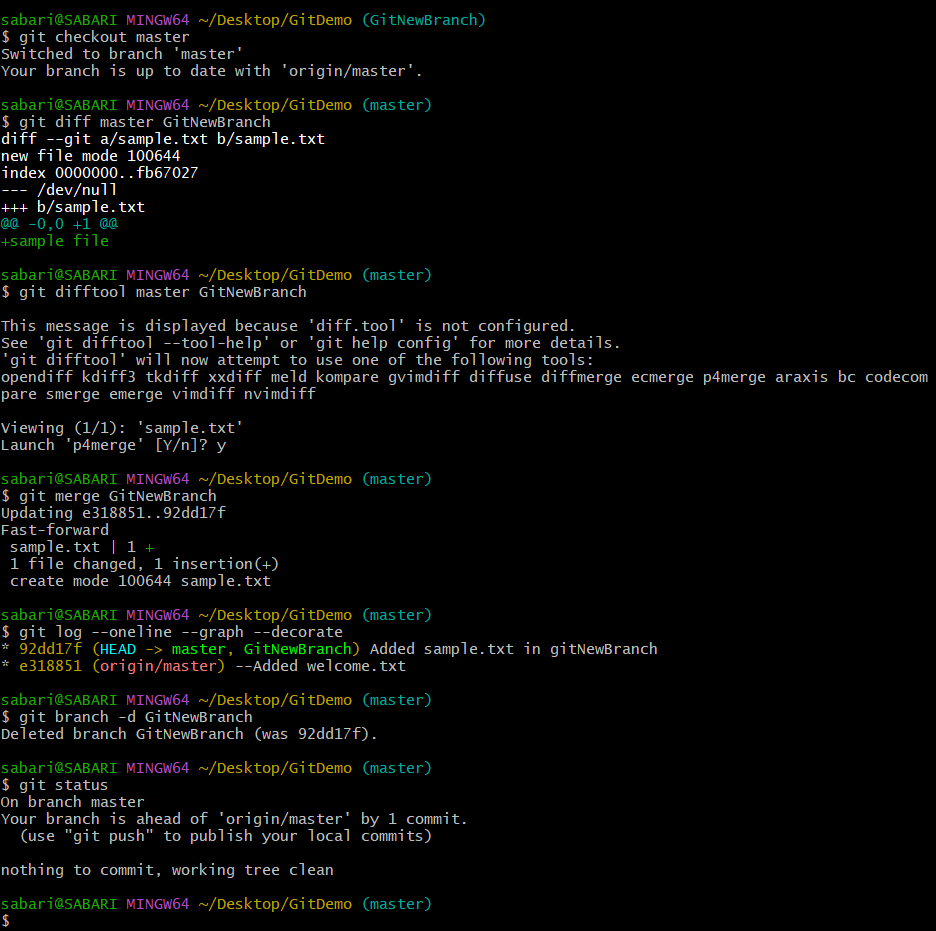 sabari@SABARI MINGW64 ~/Desktop/GitDemo (GitNewBranch)
$ git checkout master
Switched to branch 'master'
Your branch is up to date with 'origin/master'.

sabari@SABARI MINGW64 ~/Desktop/GitDemo (master)
$ git diff master GitNewBranch
diff --git a/sample.txt b/sample.txt
new file mode 100644
index 0000000..fb67027
--- /dev/null
+++ b/sample.txt
@@ -0,0 +1 @@
+sample file

sabari@SABARI MINGW64 ~/Desktop/GitDemo (master)
$ git difftool master GitNewBranch

This message is displayed because 'diff.tool' is not configured.
See 'git difftool --tool-help' or 'git help config' for more details.
'git difftool' will now attempt to use one of the following tools:
opendiff kdiff3 tkdiff xxdiff meld kompare gvimdiff diffuse diffmerge ecmerge p4merge araxis bc codecom
pare smerge emerge vimdiff nvimdiff

Viewing (1/1): 'sample.txt'
Launch 'p4merge' [Y/n]? y

sabari@SABARI MINGW64 ~/Desktop/GitDemo (master)
$ git merge GitNewBranch
Updating e318851..92dd17f
Fast-forward
 sample.txt | 1 +
 1 file changed, 1 insertion(+)
 create mode 100644 sample.txt

sabari@SABARI MINGW64 ~/Desktop/GitDemo (master)
$ git log --oneline --graph --decorate
* 92dd17f (HEAD -> master, GitNewBranch) Added sample.txt in gitNewBranch
* e318851 (origin/master) --Added welcome.txt

sabari@SABARI MINGW64 ~/Desktop/GitDemo (master)
$ git branch -d GitNewBranch
Deleted branch GitNewBranch (was 92dd17f).

sabari@SABARI MINGW64 ~/Desktop/GitDemo (master)
$ git status
On branch master
Your branch is ahead of 'origin/master' by 1 commit.
  (use "git push" to publish your local commits)

nothing to commit, working tree clean

sabari@SABARI MINGW64 ~/Desktop/GitDemo (master)
$